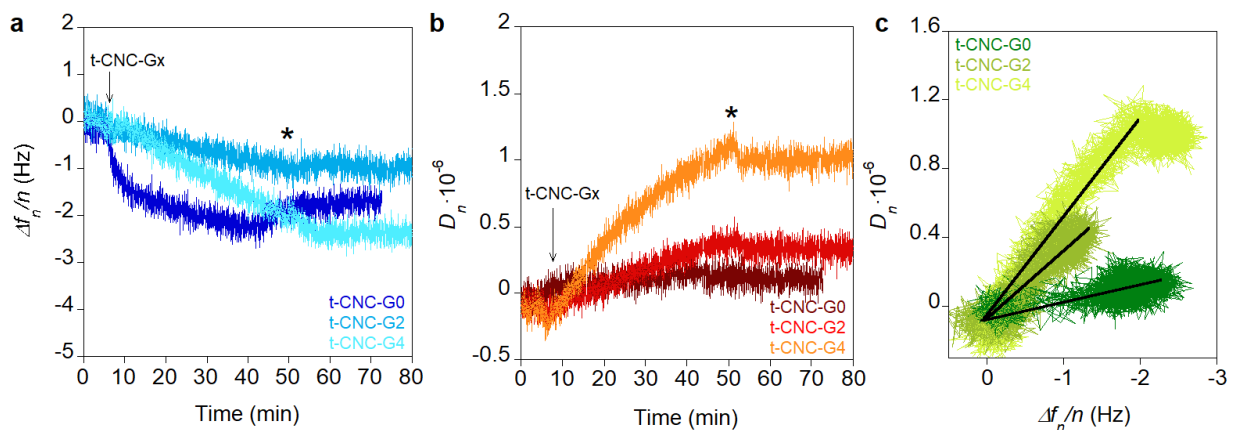 a
2
1
0
-1
-2
-3
-4
-5
Δfn/n (Hz)
t-CNC-Gx
*
t-CNC-G0
t-CNC-G2
t-CNC-G4
0 10 20 30 40 50 60 70 80
Time (min)
b
2
1.5
1
0.5
0
-0.5
Dn·10-6
t-CNC-Gx
*
t-CNC-G0
t-CNC-G2
t-CNC-G4
0 10 20 30 40 50 60 70 80
Time (min)
c
1.6
1.2
0.8
0.4
0
Dn·10-6
t-CNC-G0
t-CNC-G2
t-CNC-G4
0 -1 -2 -3
Δfn/n (Hz)